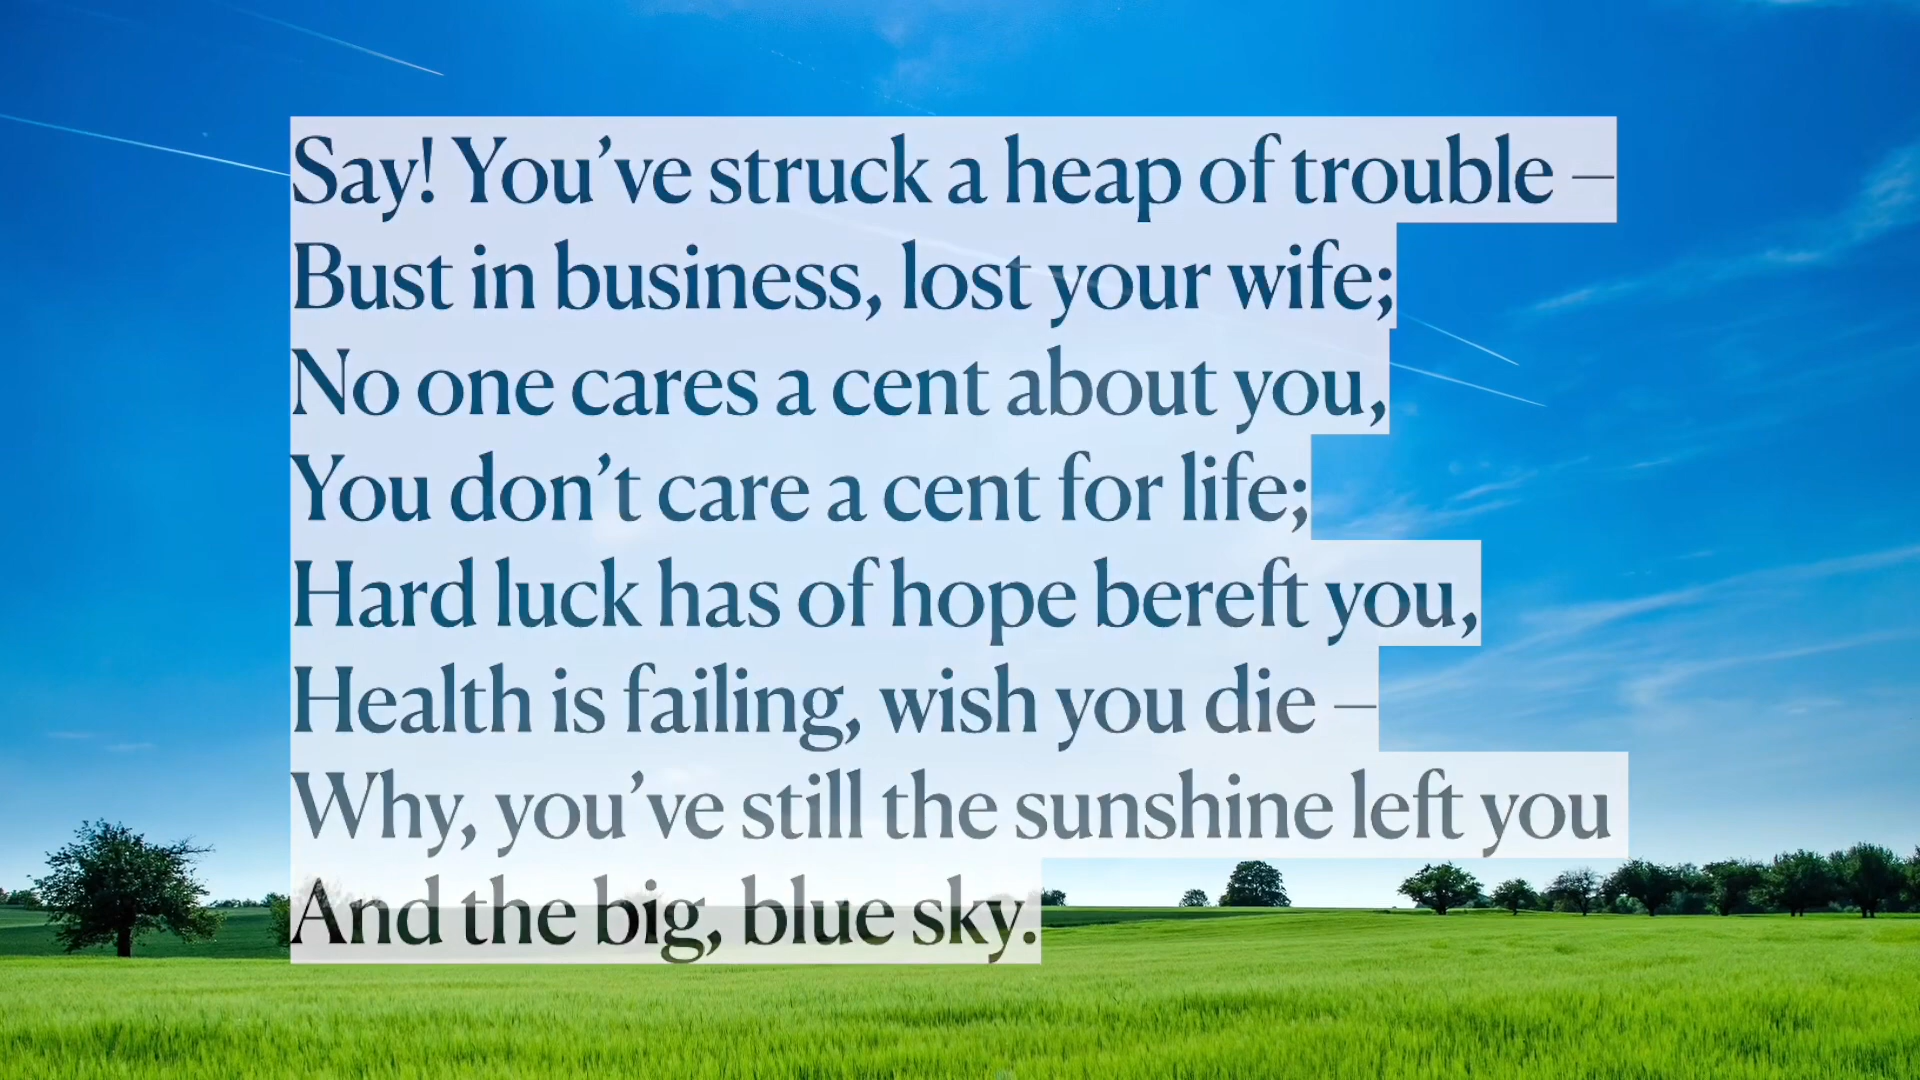 Say! You’ve struck a heap of trouble –
Bust in business, lost your wife;
No one cares a cent about you,
You don’t care a cent for life;
Hard luck has of hope bereft you,
Health is failing, wish you die –
Why, you’ve still the sunshine left you
And the big, blue sky.